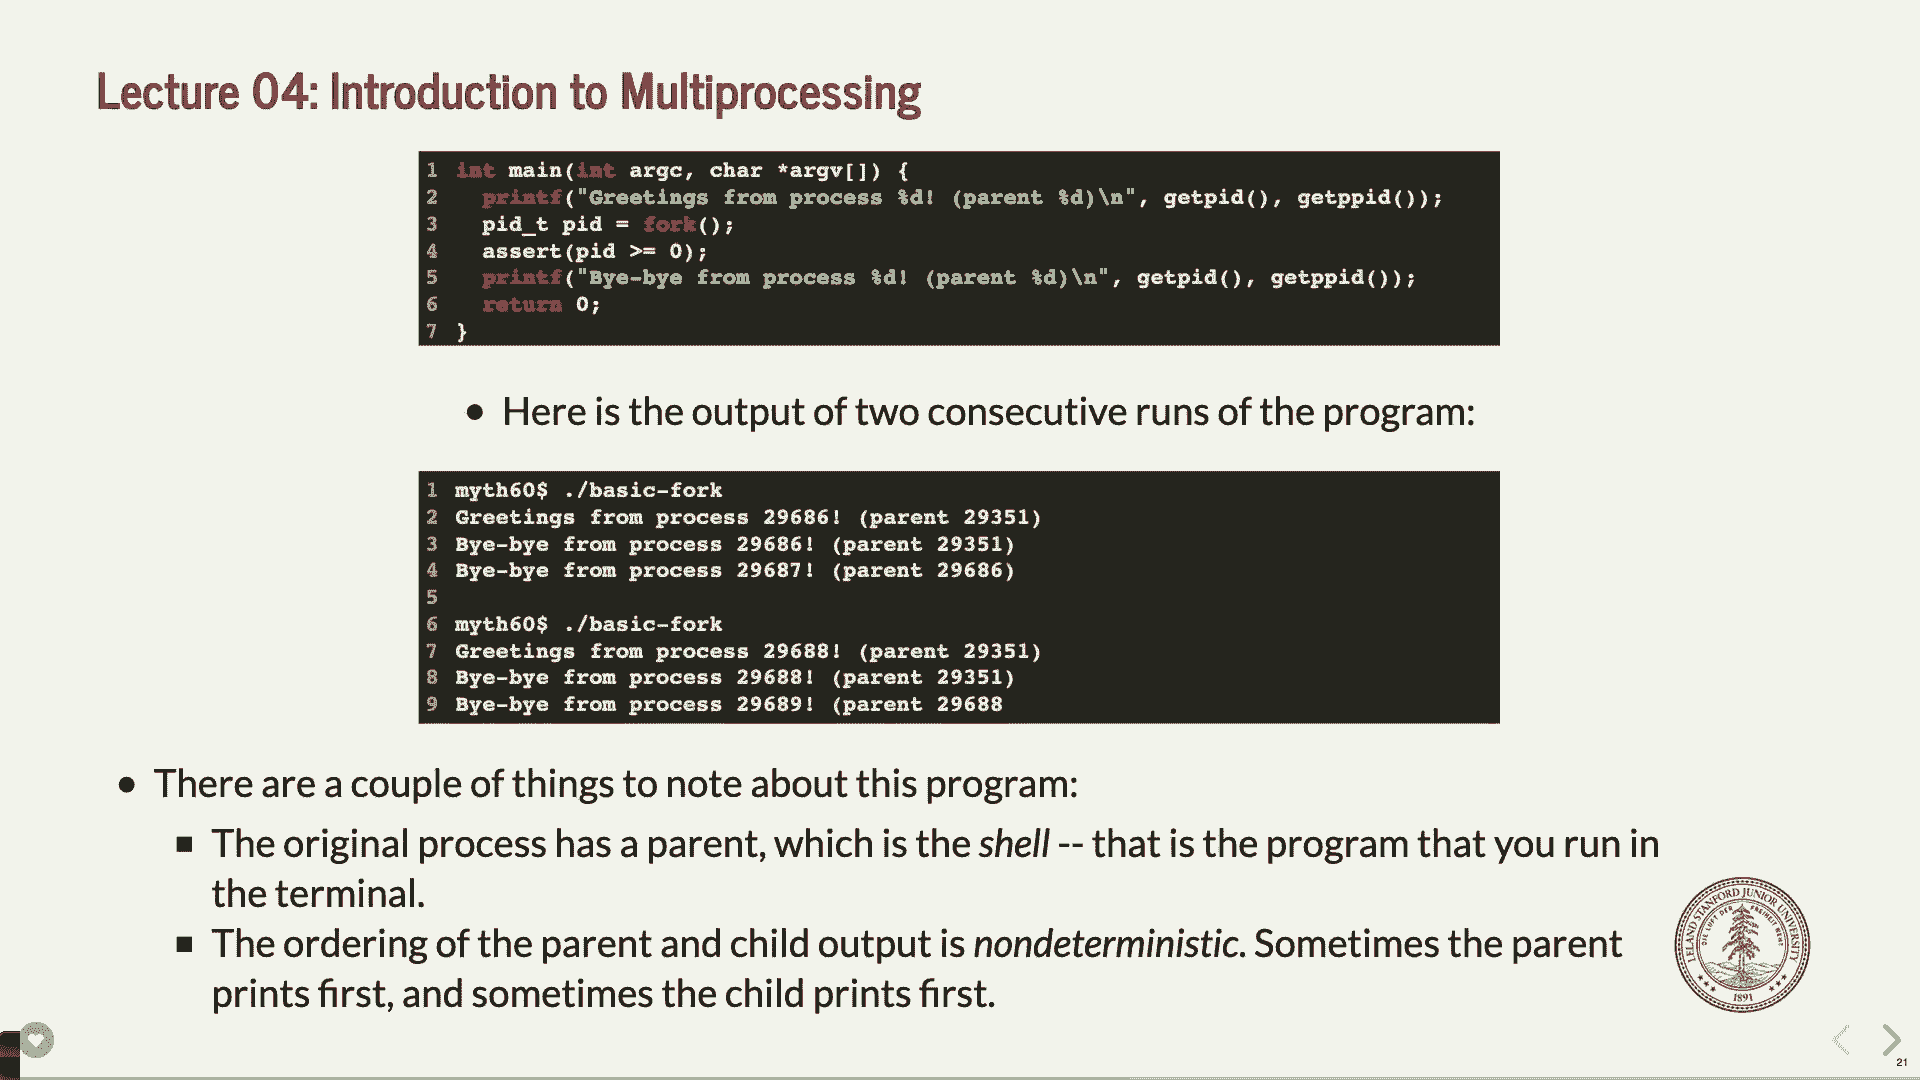 Lecture 04: Introduction to Multiprocessing
1 int main(int argc, char *argv[]) {
2   printf("Greetings from process %d! (parent %d)\n", getpid(), getppid());
3   pid_t pid = fork();
4   assert(pid >= 0);
5   printf("Bye-bye from process %d! (parent %d)\n", getpid(), getppid());
6   return 0;
7 }
• Here is the output of two consecutive runs of the program:
1 myth60$ ./basic-fork
2 Greetings from process 29686! (parent 29351)
3 Bye-bye from process 29686! (parent 29351)
4 Bye-bye from process 29687! (parent 29686)
5
6 myth60$ ./basic-fork
7 Greetings from process 29688! (parent 29351)
8 Bye-bye from process 29688! (parent 29351)
9 Bye-bye from process 29689! (parent 29688
• There are a couple of things to note about this program:
▪ The original process has a parent, which is the shell -- that is the program that you run in
the terminal.
▪ The ordering of the parent and child output is nondeterministic. Sometimes the parent
prints first, and sometimes the child prints first.
LELAND STANFORD JUNIOR UNIVERSITY
DIE LUFT DER FREIHEIT WEHT
1891
21